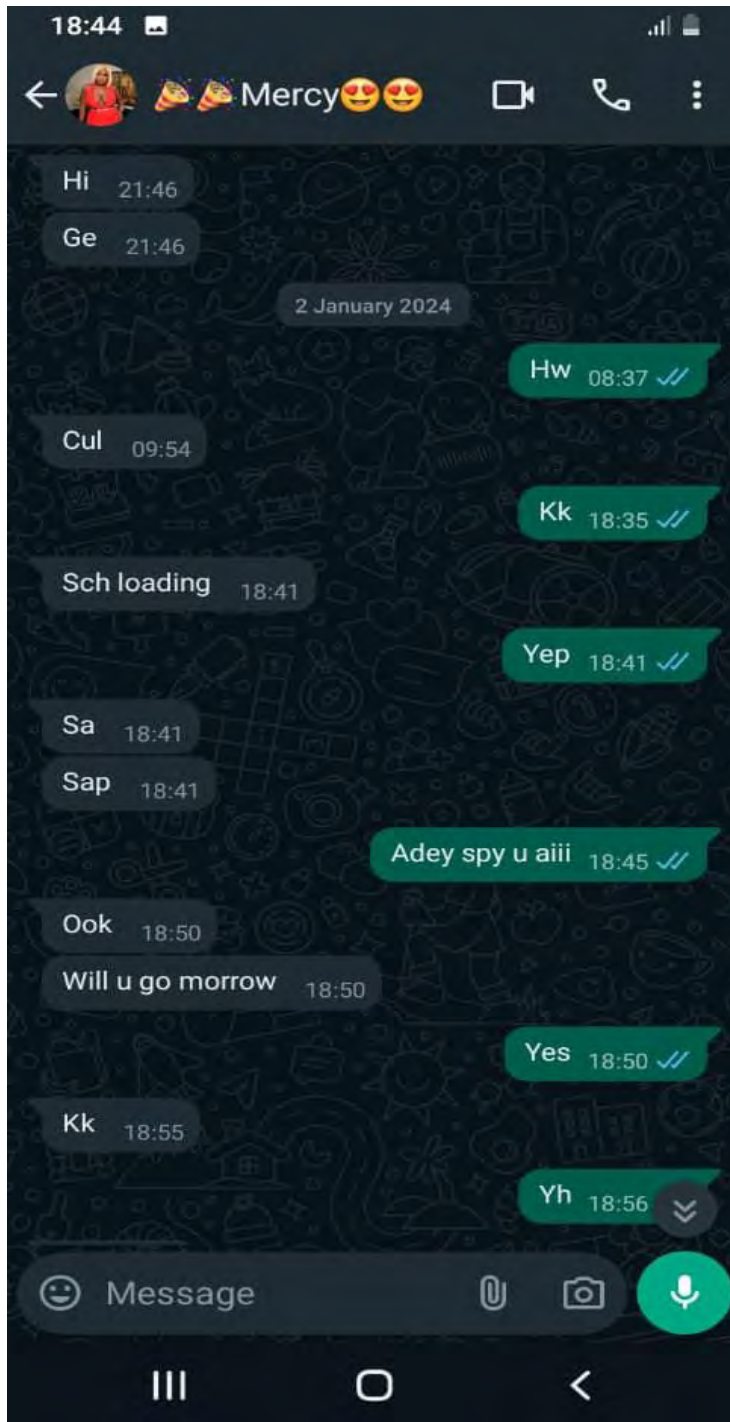 18:44
🎉🎉Mercy😍😍
Hi 21:46
Ge 21:46
2 January 2024
Hw 08:37
Cul 09:54
Kk 18:35
Sch loading 18:41
Yep 18:41
Sa 18:41
Sap 18:41
Adey spy u aiii 18:45
Ook 18:50
Will u go morrow 18:50
Yes 18:50
Kk 18:55
Yh 18:56
Message